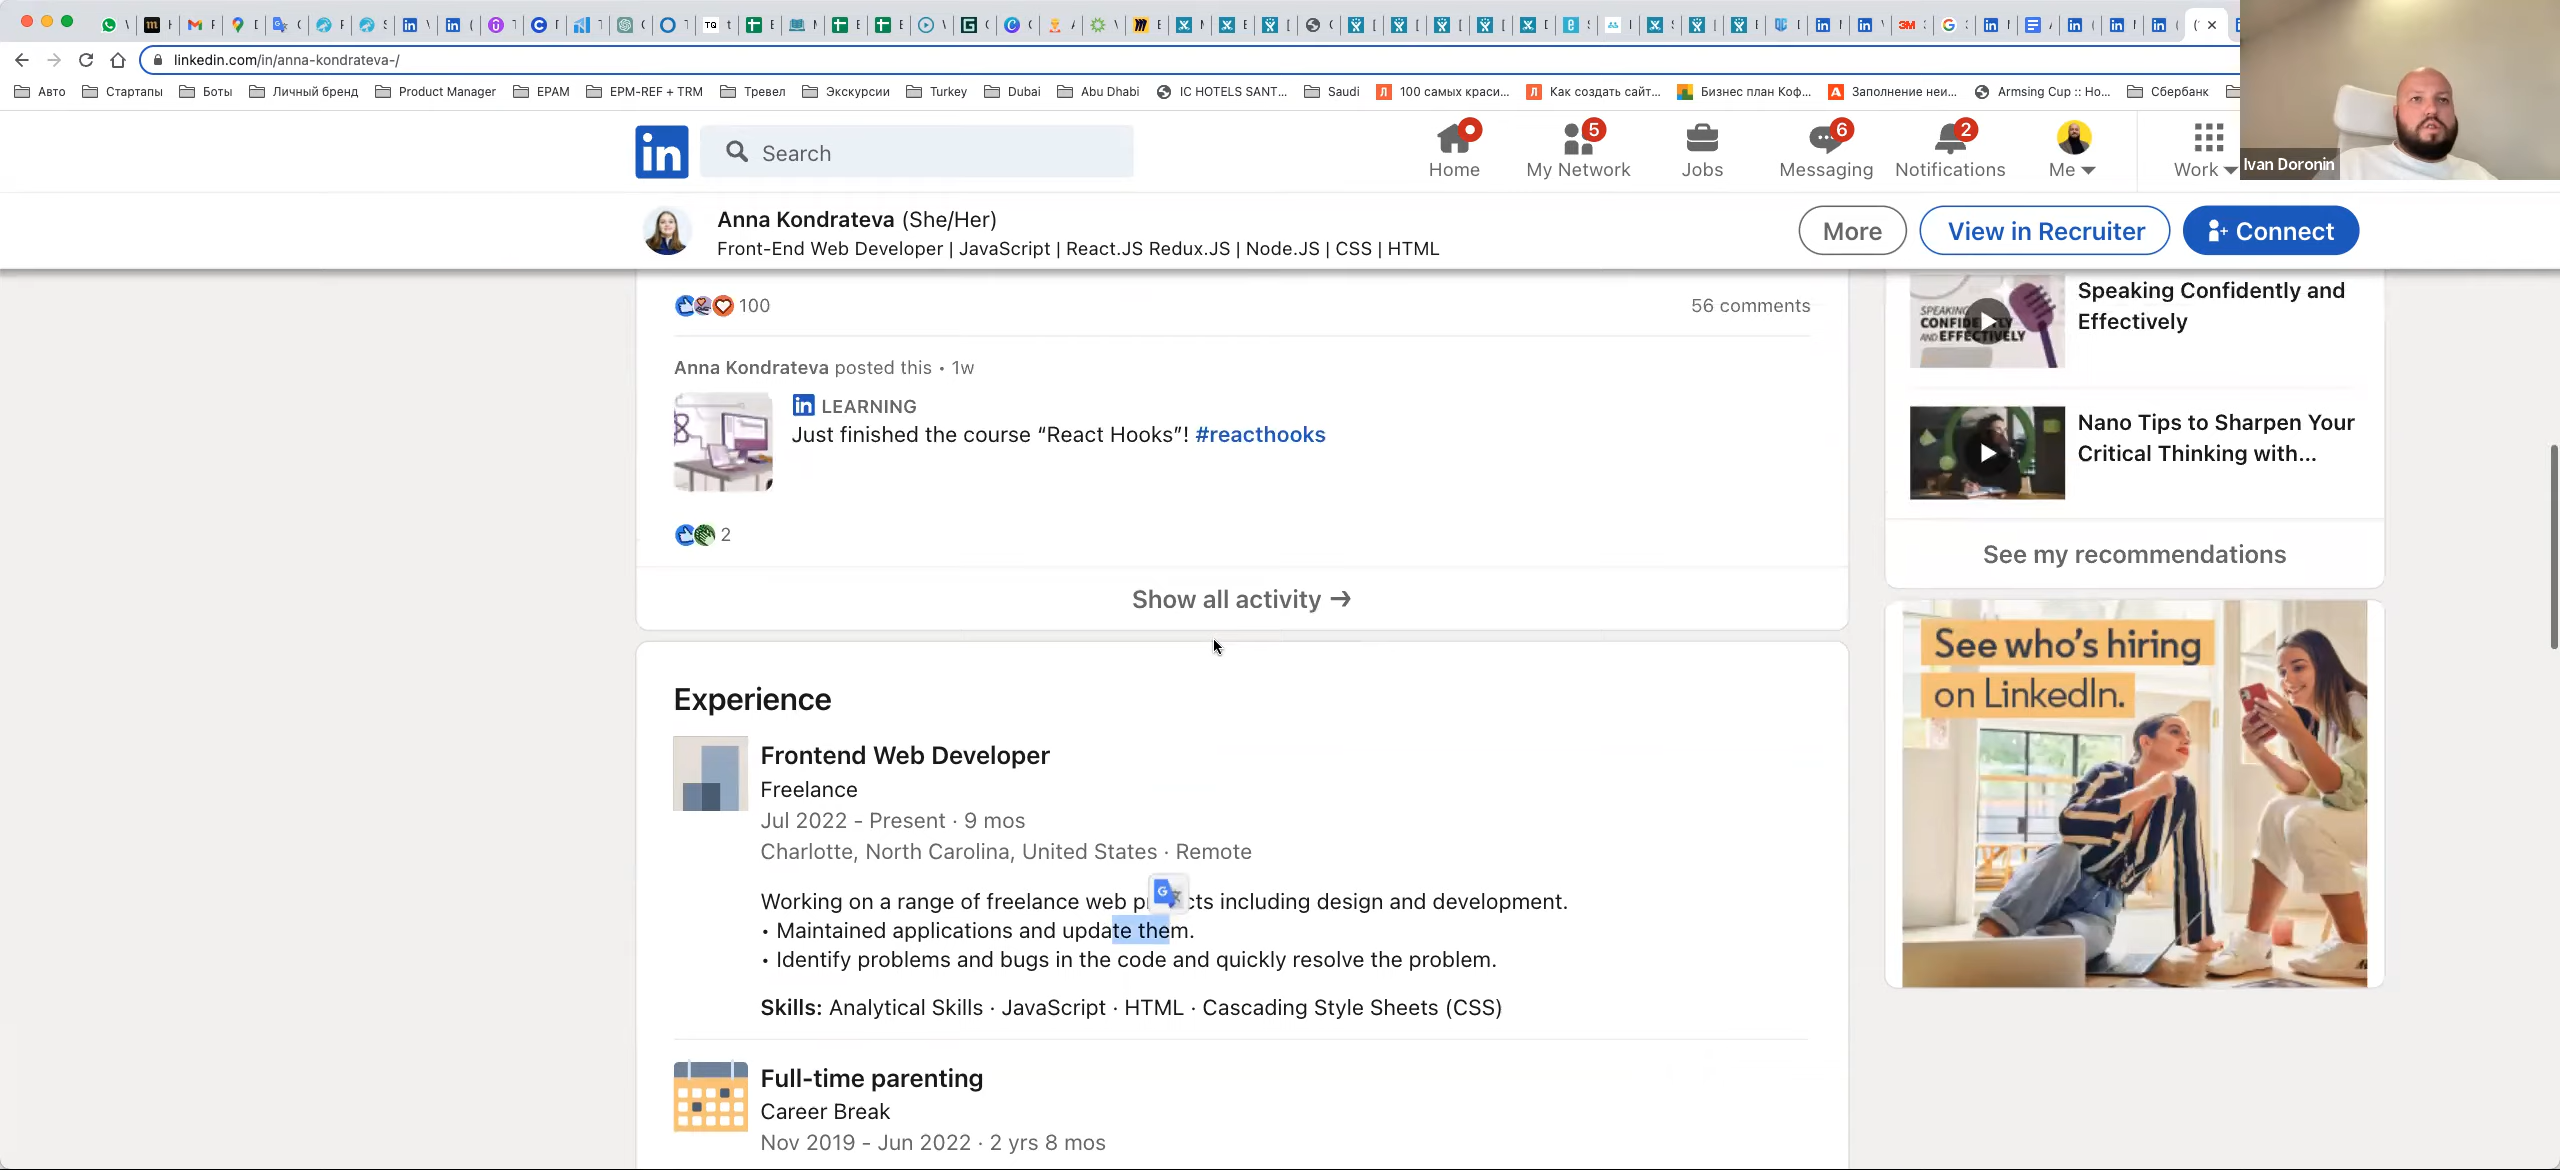 linkedin.com/in/anna-kondrateva-/
Авто Стартапы Боты Личный бренд Product Manager EPAM EPM-REF + TRM Тревел Экскурсии Turkey Dubai Abu Dhabi IC HOTELS SANT... Saudi 100 самых краси... Как создать сайт... Бизнес план Коф... Заполнение неи... Armsing Cup :: Ho... Сбербанк
in Search
5 6 2
Home My Network Jobs Messaging Notifications Me Work
Ivan Doronin
Anna Kondrateva (She/Her)
Front-End Web Developer | JavaScript | React.JS Redux.JS | Node.JS | CSS | HTML
More View in Recruiter Connect
100 56 comments
Anna Kondrateva posted this • 1w
in LEARNING
Just finished the course “React Hooks”! #reacthooks
2
Show all activity →
Experience
Frontend Web Developer
Freelance
Jul 2022 - Present · 9 mos
Charlotte, North Carolina, United States · Remote
Working on a range of freelance web including design and development.
• Maintained applications and update them.
• Identify problems and bugs in the code and quickly resolve the problem.
Skills: Analytical Skills · JavaScript · HTML · Cascading Style Sheets (CSS)
Full-time parenting
Career Break
Nov 2019 - Jun 2022 · 2 yrs 8 mos
SPEAKING
CONFIDENTLY
AND EFFECTIVELY
Speaking Confidently and
Effectively
Nano Tips to Sharpen Your
Critical Thinking with...
See my recommendations
See who's hiring
on LinkedIn.